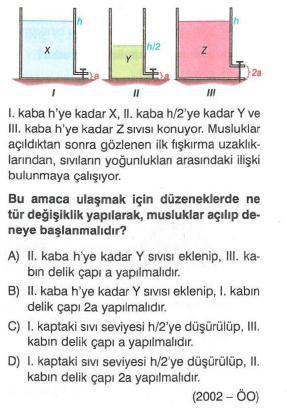 h
h
X
Y
h/2
Z
a
a
2a
I
II
III
I. kaba h'ye kadar X, II. kaba h/2'ye kadar Y ve
III. kaba h'ye kadar Z sıvısı konuyor. Musluklar
açıldıktan sonra gözlenen ilk fışkırma uzaklık-
larından, sıvıların yoğunlukları arasındaki ilişki
bulunmaya çalışıyor.
Bu amaca ulaşmak için düzeneklerde ne
tür değişiklik yapılarak, musluklar açılıp de-
neye başlanmalıdır?
A) II. kaba h'ye kadar Y sıvısı eklenip, III. ka-
bın delik çapı a yapılmalıdır.
B) II. kaba h'ye kadar Y sıvısı eklenip, I. kabın
delik çapı 2a yapılmalıdır.
C) I. kaptaki sıvı seviyesi h/2'ye düşürülüp, III.
kabın delik çapı a yapılmalıdır.
D) I. kaptaki sıvı seviyesi h/2'ye düşürülüp, II.
kabın delik çapı 2a yapılmalıdır.
(2002 – ÖO)